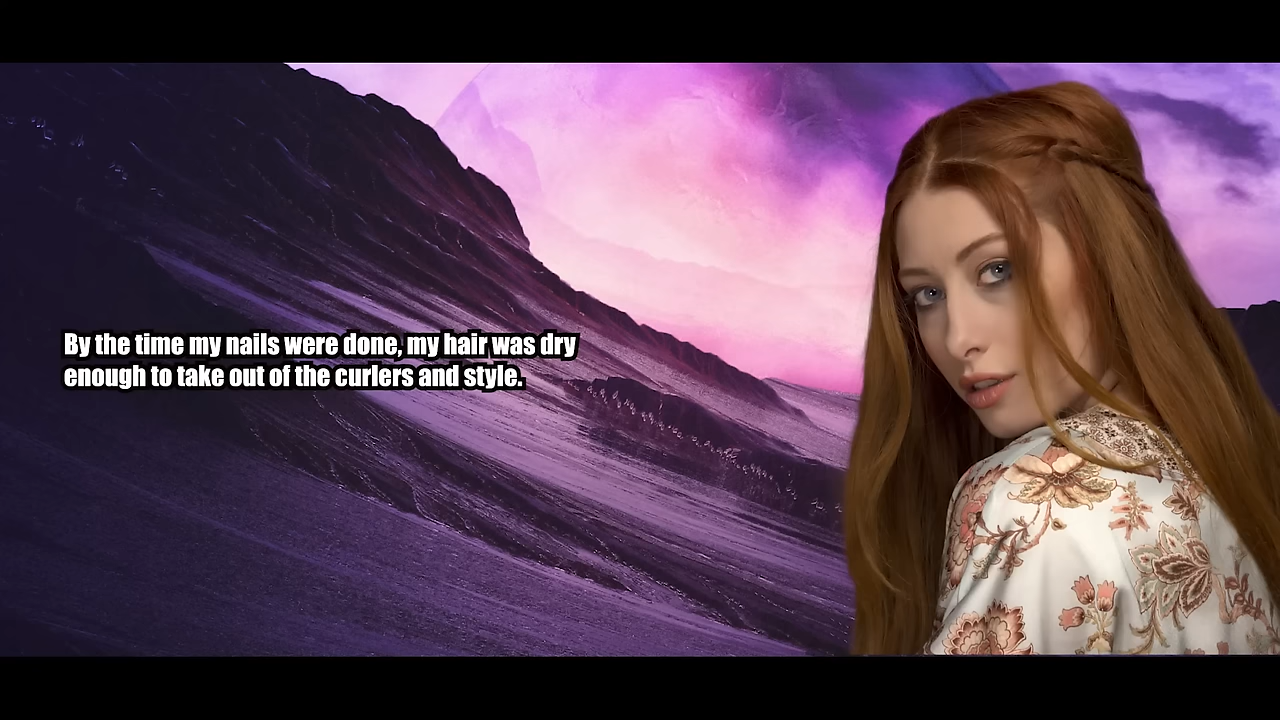 By the time my nails were done, my hair was dry
enough to take out of the curlers and style.